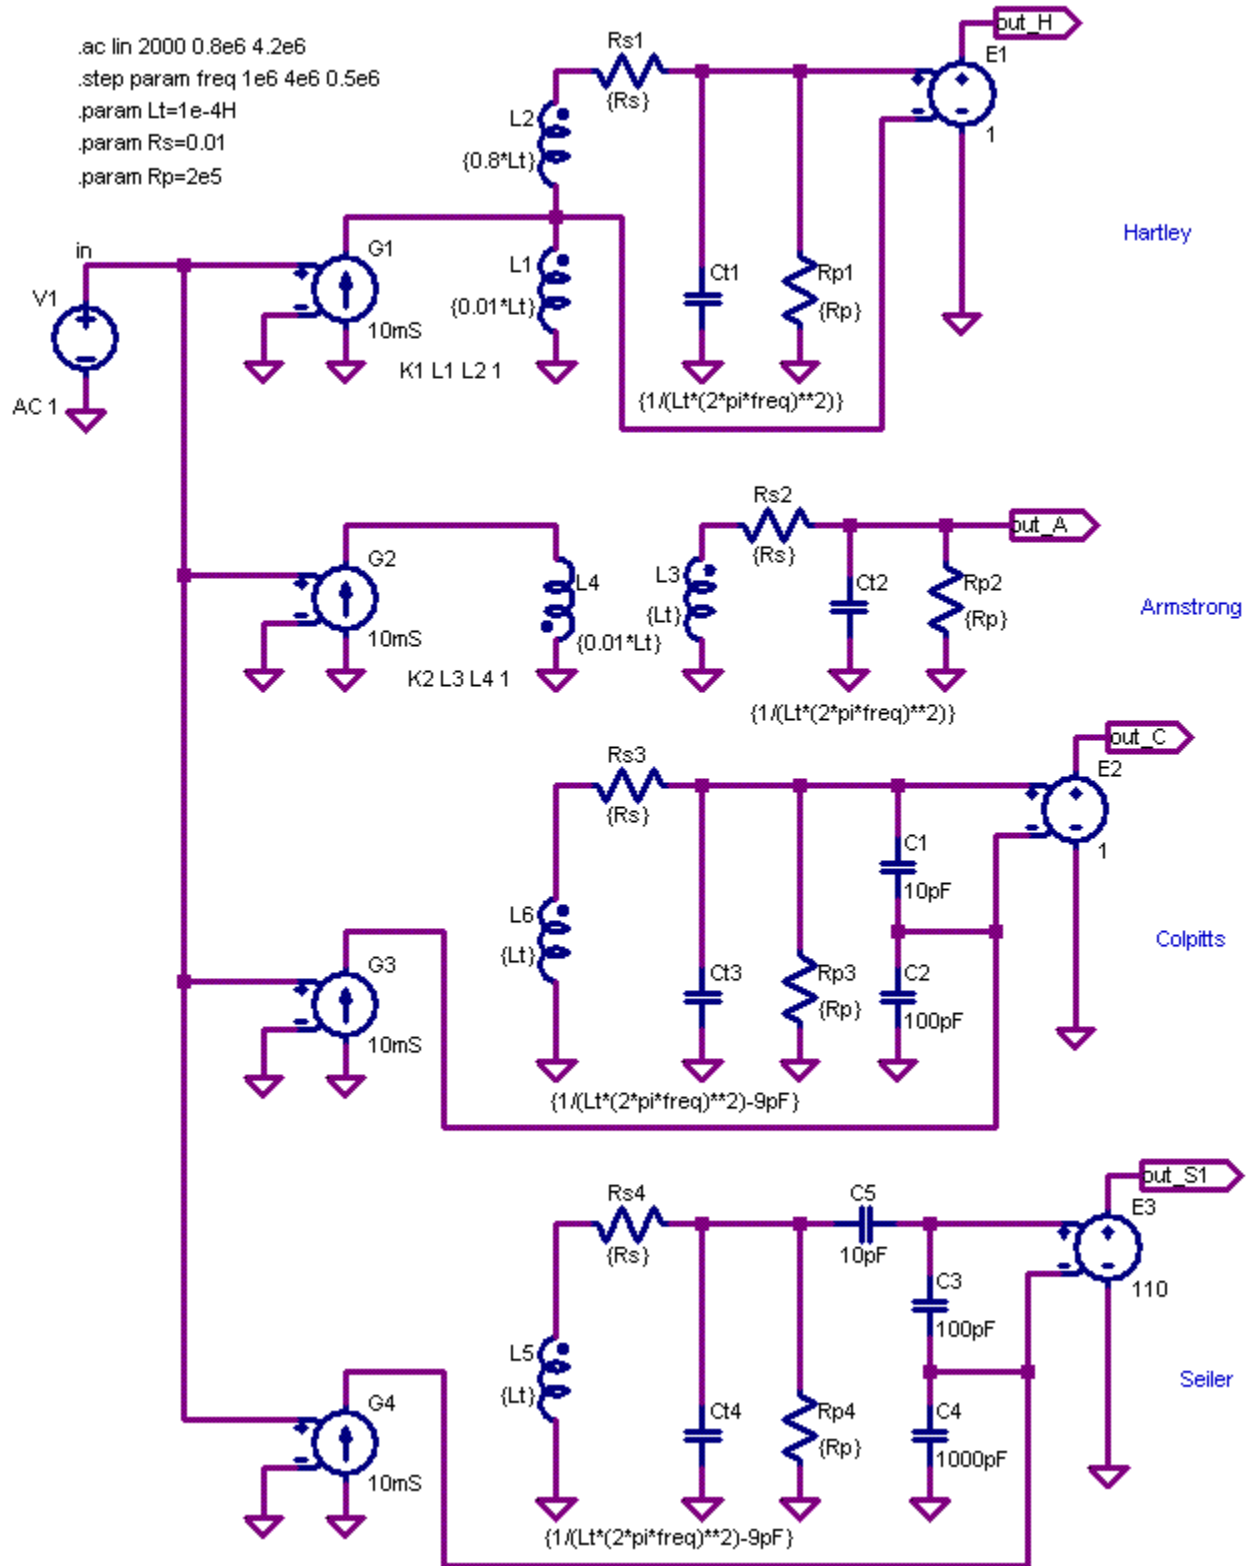 .ac lin 2000 0.8e6 4.2e6
.step param freq 1e6 4e6 0.5e6
.param Lt=1e-4H
.param Rs=0.01
.param Rp=2e5
out_H
Rs1
{Rs}
E1
1
L2
{0.8*Lt}
Hartley
in
V1
AC 1
G1
10mS
L1
{0.01*Lt}
K1 L1 L2 1
Ct1
{1/(Lt*(2*pi*freq)**2)}
Rp1
{Rp}
Rs2
{Rs}
out_A
G2
10mS
L4
{0.01*Lt}
L3
{Lt}
Ct2
Rp2
{Rp}
Armstrong
K2 L3 L4 1
{1/(Lt*(2*pi*freq)**2)}
out_C
Rs3
{Rs}
E2
1
C1
10pF
L6
{Lt}
Colpitts
G3
10mS
Ct3
Rp3
{Rp}
C2
100pF
{1/(Lt*(2*pi*freq)**2)-9pF}
out_S1
Rs4
{Rs}
C5
10pF
E3
110
C3
100pF
L5
{Lt}
Seiler
G4
10mS
Ct4
Rp4
{Rp}
C4
1000pF
{1/(Lt*(2*pi*freq)**2)-9pF}